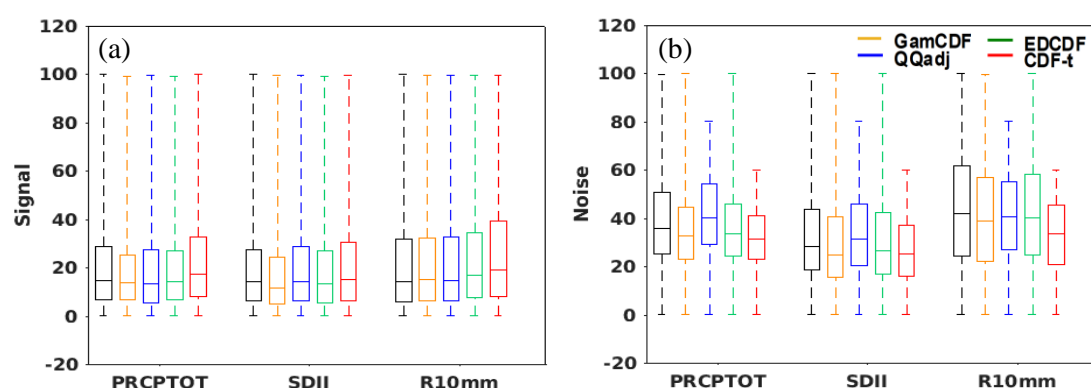 120
(a)
100
80
60
40
20
0
-20
Signal
PRCPTOT SDII R10mm
120
(b)
GamCDF EDCDF
QQadj CDF-t
100
80
60
40
20
0
-20
Noise
PRCPTOT SDII R10mm